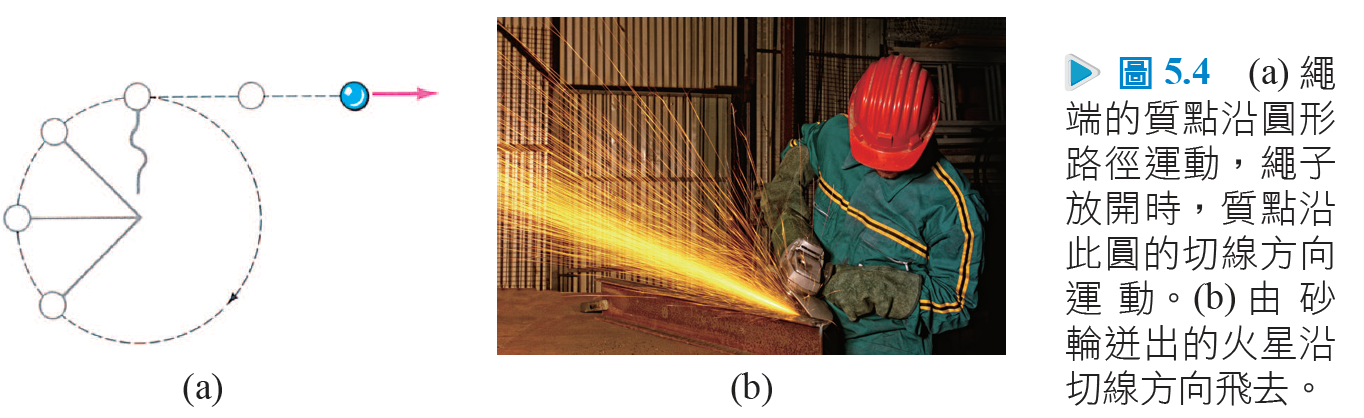 圖 5.4 (a) 繩
端的質點沿圓形
路徑運動，繩子
放開時，質點沿
此圓的切線方向
運 動。(b) 由 砂
輪迸出的火星沿
切線方向飛去。
(a)
(b)